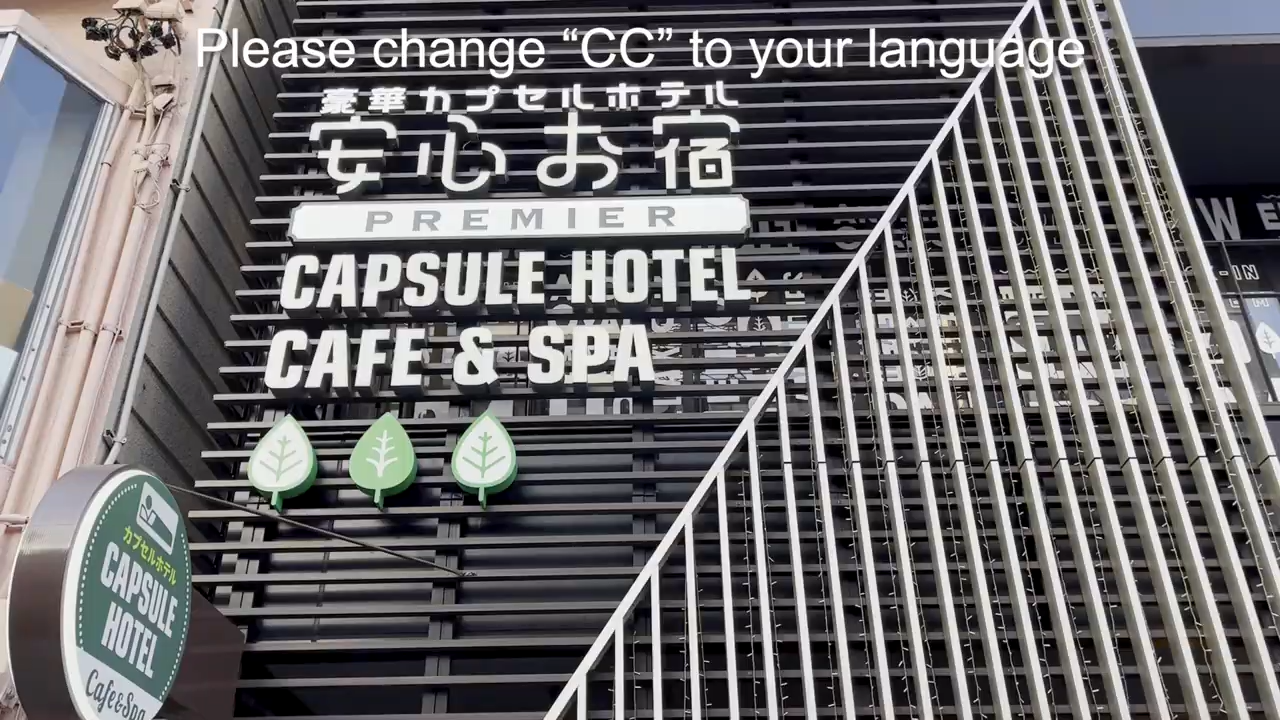 Please change “CC” to your language
豪華カプセルホテル
安心お宿
PREMIER
CAPSULE HOTEL
CAFE & SPA
カプセルホテル
CAPSULE
HOTEL
Cafe&Spa
W
-IN